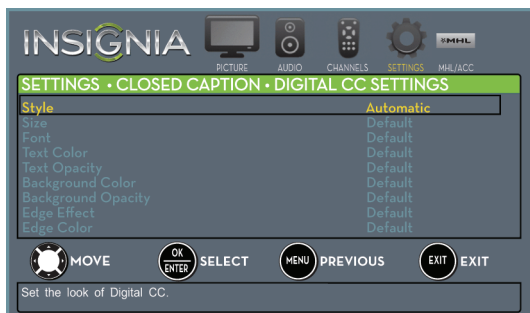 INSIGNIA
PICTURE AUDIO CHANNELS SETTINGS MHL MHL/ACC
SETTINGS • CLOSED CAPTION • DIGITAL CC SETTINGS
Style Automatic
Size Default
Font Default
Text Color Default
Text Opacity Default
Background Color Default
Background Opacity Default
Edge Effect Default
Edge Color Default
MOVE OK ENTER SELECT MENU PREVIOUS EXIT EXIT
Set the look of Digital CC.